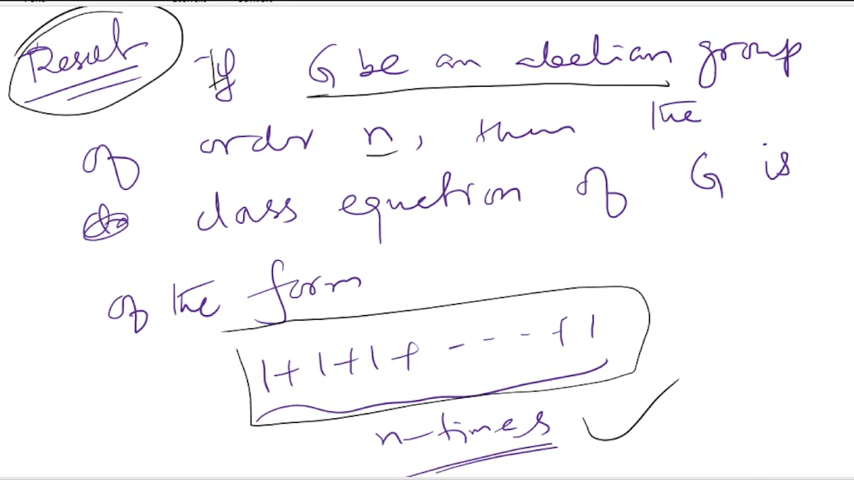 Result If G be an abelian group
of order n, then the
class equation of G is
of the form
1+1+1+ - - - - +1
n-times